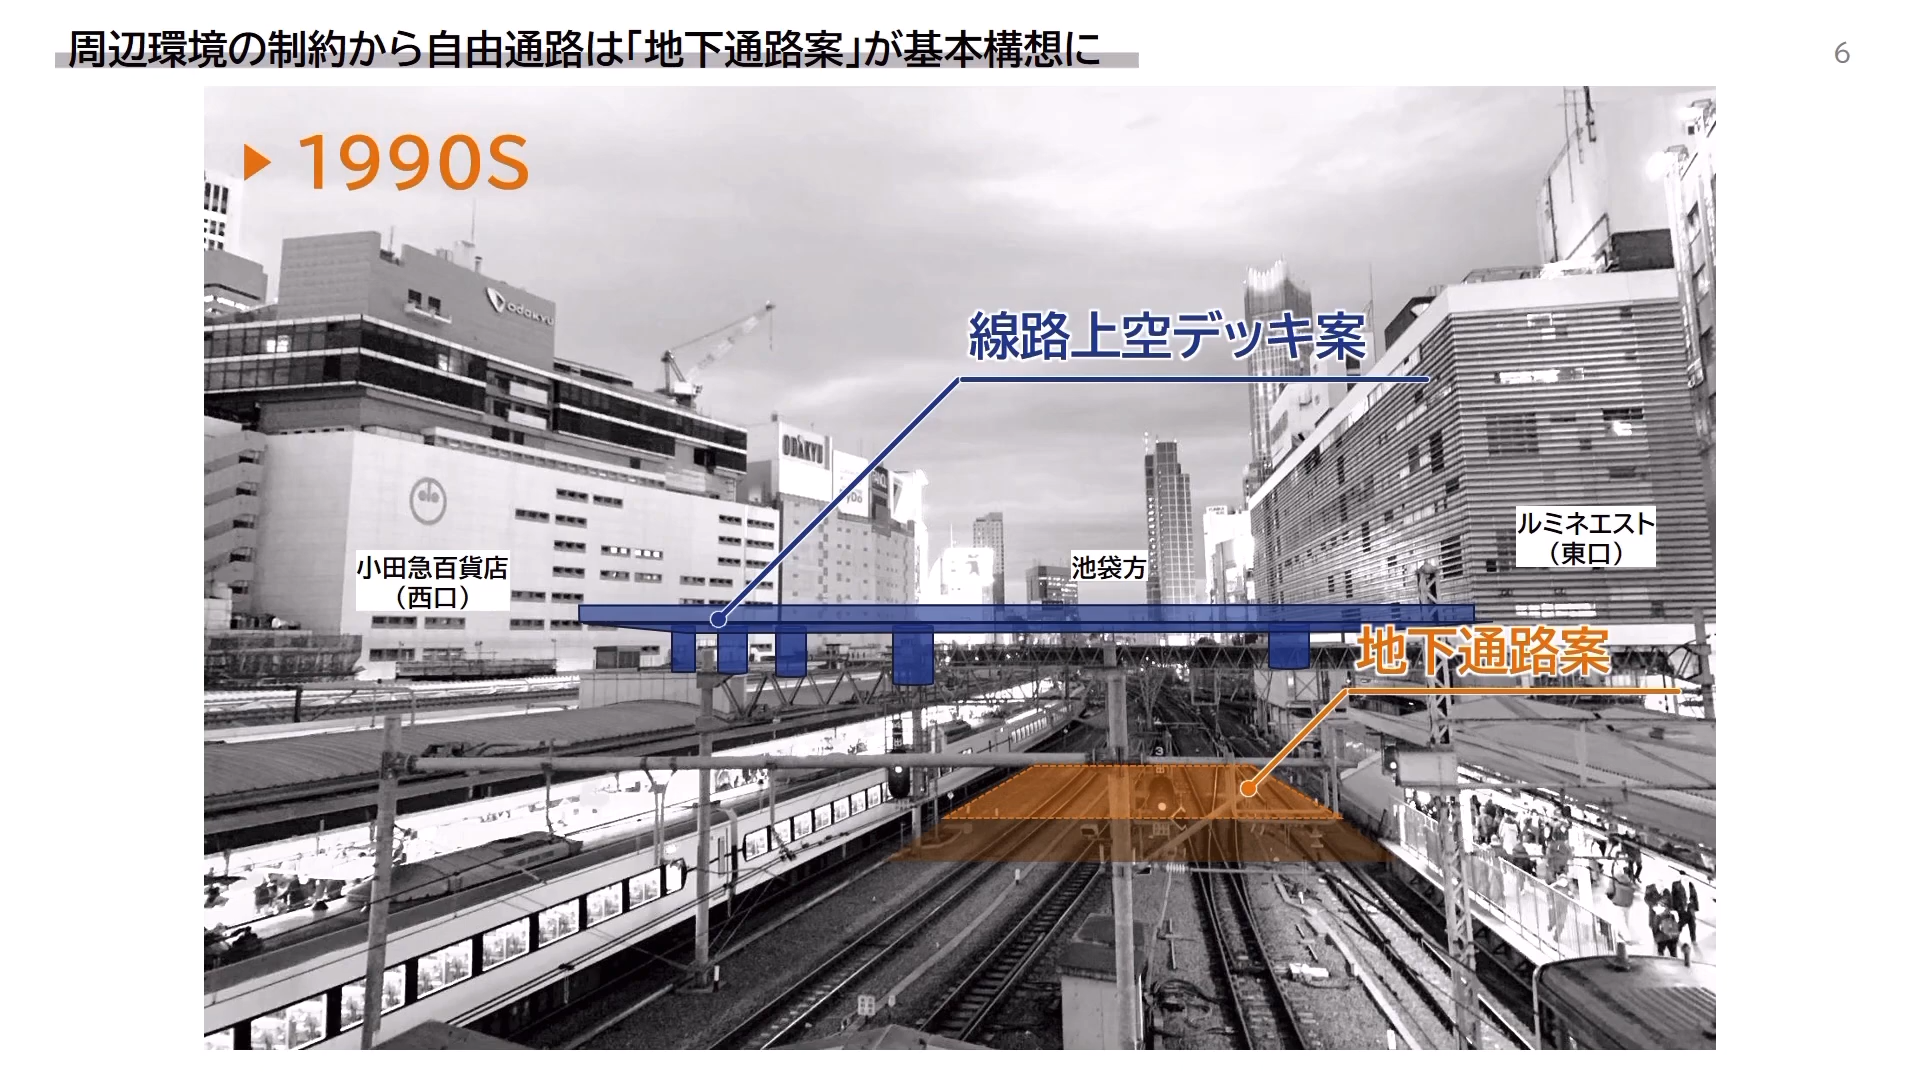 周辺環境の制約から自由通路は「地下通路案」が基本構想に
6
1990S
odakyu
ODAKYU
線路上空デッキ案
ルミネエスト
（東口）
小田急百貨店
（西口）
池袋方
地下通路案
3